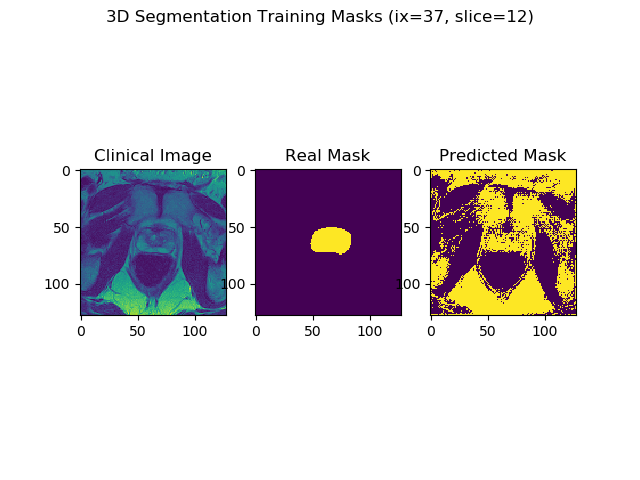 3D Segmentation Training Masks (ix=37, slice=12)
Clinical Image Real Mask Predicted Mask
0 0 0
50 50 50
100 100 100
0 50 100 0 50 100 0 50 100